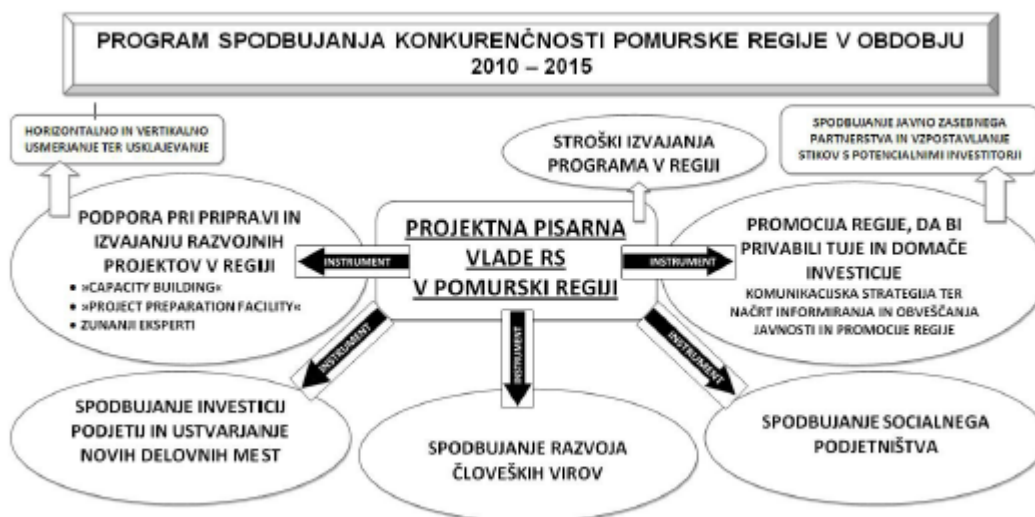 PROGRAM SPODBUJANJA KONKURENČNOSTI POMURSKE REGIJE V OBDOBJU
2010 – 2015
HORIZONTALNO IN VERTIKALNO
USMERJANJE TER USKLAJEVANJE
STROŠKI IZVAJANJA
PROGRAMA V REGIJI
SPODBUJANJE JAVNO ZASEBNEGA
PARTNERSTVA IN VZPOSTAVLJANJE
STIKOV S POTENCIALNIMI INVESTITORJI
PODPORA PRI PRIPRAVI IN
IZVAJANJU RAZVOJNIH
PROJEKTOV V REGIJI
• »CAPACITY BUILDING«
• »PROJECT PREPARATION FACILITY«
• ZUNANJI EKSPERTI
INSTRUMENT
PROJEKTNA PISARNA
VLADE RS
V POMURSKI REGIJI
INSTRUMENT
PROMOCIJA REGIJE, DA BI
PRIVABILI TUJE IN DOMAČE
INVESTICIJE
KOMUNIKACIJSKA STRATEGIJA TER
NAČRT INFORMIRANJA IN OBVEŠČANJA
JAVNOSTI IN PROMOCIJE REGIJE
INSTRUMENT
INSTRUMENT
INSTRUMENT
SPODBUJANJE INVESTICIJ
PODJETIJ IN USTVARJANJE
NOVIH DELOVNIH MEST
SPODBUJANJE RAZVOJA
ČLOVEŠKIH VIROV
SPODBUJANJE SOCIALNEGA
PODJETNIŠTVA